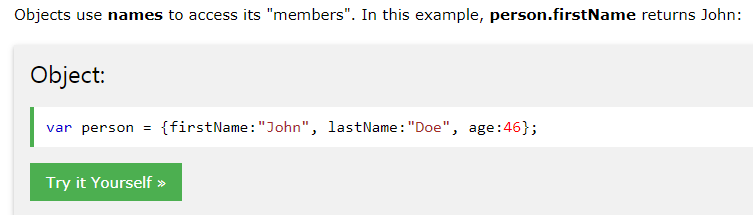 Objects use names to access its "members". In this example, person.firstName returns John:
Object:
var person = {firstName:"John", lastName:"Doe", age:46};
Try it Yourself »